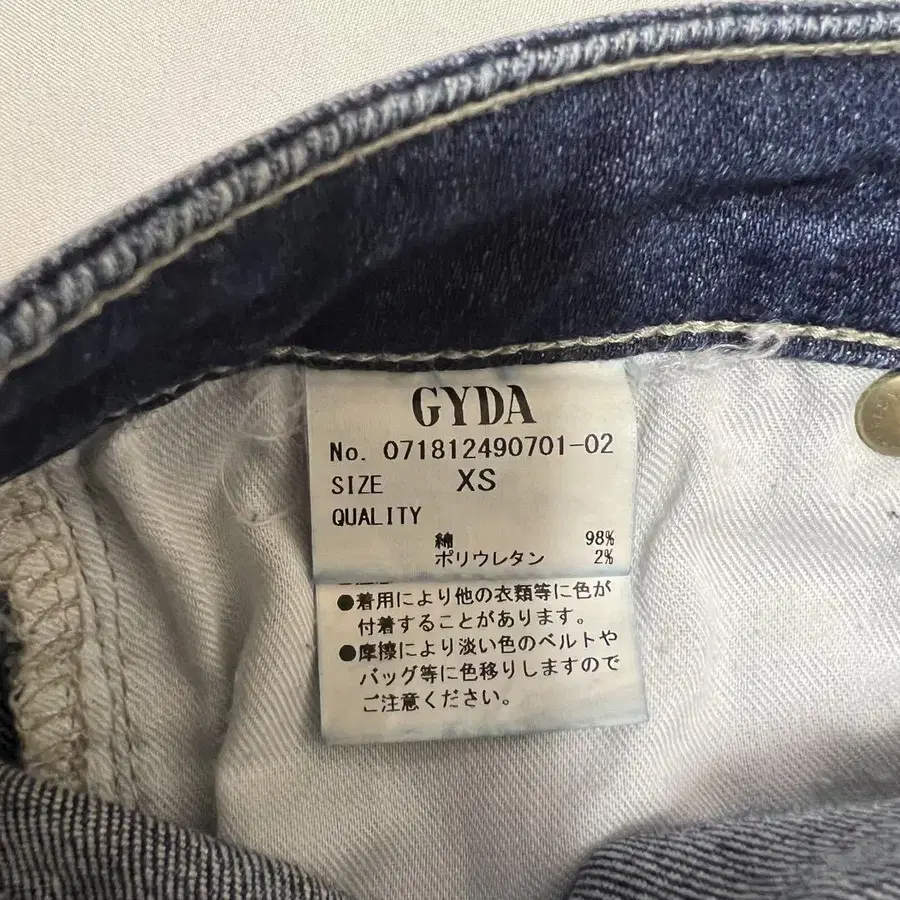 GYDA
No. 071812490701-02
SIZE XS
QUALITY
綿 98%
ポリウレタン 2%
●着用により他の衣類等に色が
付着することがあります。
●摩擦により淡い色のベルトや
バッグ等に色移りしますので
ご注意ください。